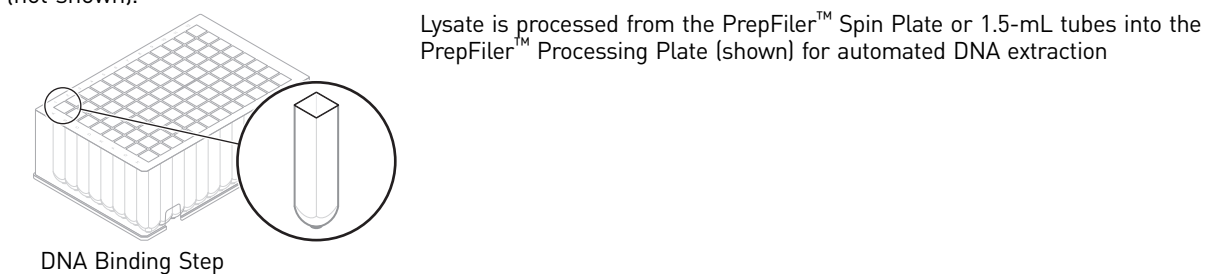 (not shown).
Lysate is processed from the PrepFiler™ Spin Plate or 1.5-mL tubes into the
PrepFiler™ Processing Plate (shown) for automated DNA extraction
DNA Binding Step